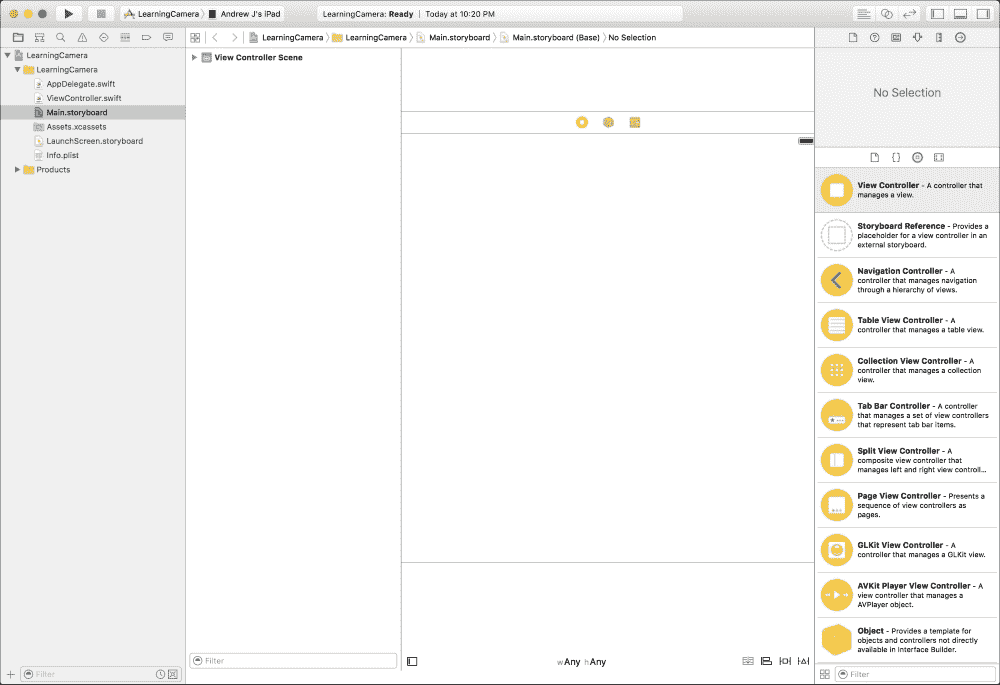 LearningCamera 〉 Andrew J's iPad
LearningCamera: Ready | Today at 10:20 PM
LearningCamera 〉 LearningCamera 〉 Main.storyboard 〉 Main.storyboard (Base) 〉 No Selection
LearningCamera
LearningCamera
AppDelegate.swift
ViewController.swift
Main.storyboard
Assets.xcassets
LaunchScreen.storyboard
Info.plist
Products
Filter
View Controller Scene
Filter
wAny hAny
No Selection
{ }
View Controller - A controller that
manages a view.
Storyboard Reference - Provides a
placeholder for a view controller in an
external storyboard.
Navigation Controller - A
controller that manages navigation
through a hierarchy of views.
Table View Controller - A
controller that manages a table view.
Collection View Controller - A
controller that manages a collection
view.
Tab Bar Controller - A controller
that manages a set of view controllers
that represent tab bar items.
Split View Controller - A
composite view controller that
manages left and right view controll...
Page View Controller - Presents a
sequence of view controllers as
pages.
GLKit View Controller - A
controller that manages a GLKit view.
AVKit Player View Controller - A
view controller that manages a
AVPlayer object.
Object - Provides a template for
objects and controllers not directly
available in Interface Builder.
Filter